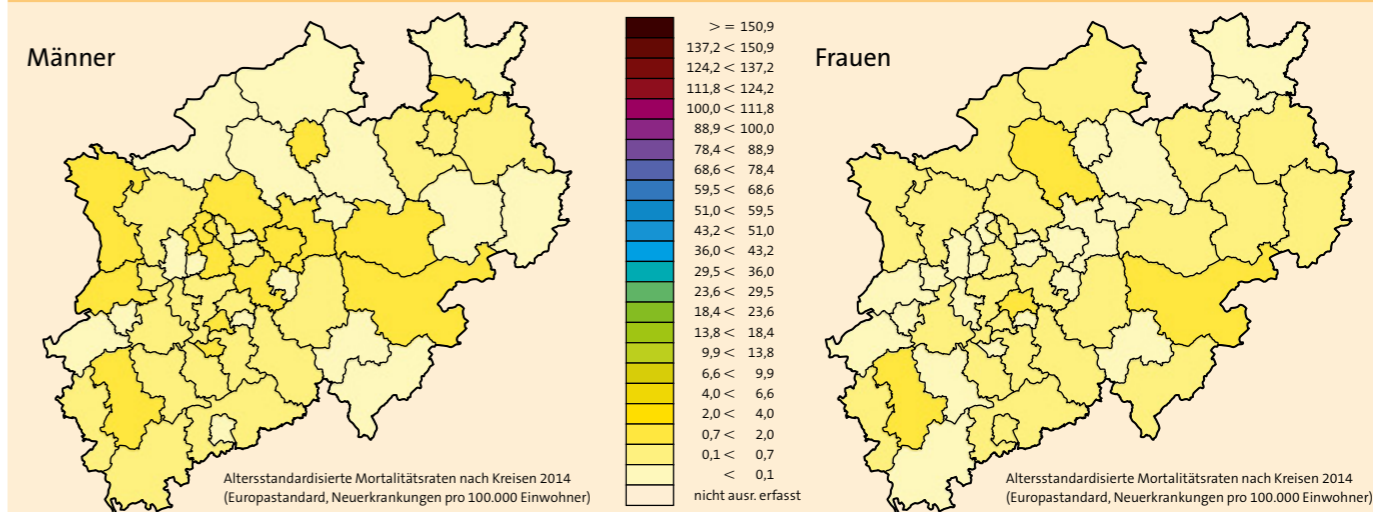 Männer
> = 150,9
137,2 < 150,9
124,2 < 137,2
111,8 < 124,2
100,0 < 111,8
88,9 < 100,0
78,4 < 88,9
68,6 < 78,4
59,5 < 68,6
51,0 < 59,5
43,2 < 51,0
36,0 < 43,2
29,5 < 36,0
23,6 < 29,5
18,4 < 23,6
13,8 < 18,4
9,9 < 13,8
6,6 < 9,9
4,0 < 6,6
2,0 < 4,0
0,7 < 2,0
0,1 < 0,7
< 0,1
nicht ausr. erfasst
Altersstandardisierte Mortalitätsraten nach Kreisen 2014
(Europastandard, Neuerkrankungen pro 100.000 Einwohner)
Frauen
Altersstandardisierte Mortalitätsraten nach Kreisen 2014
(Europastandard, Neuerkrankungen pro 100.000 Einwohner)